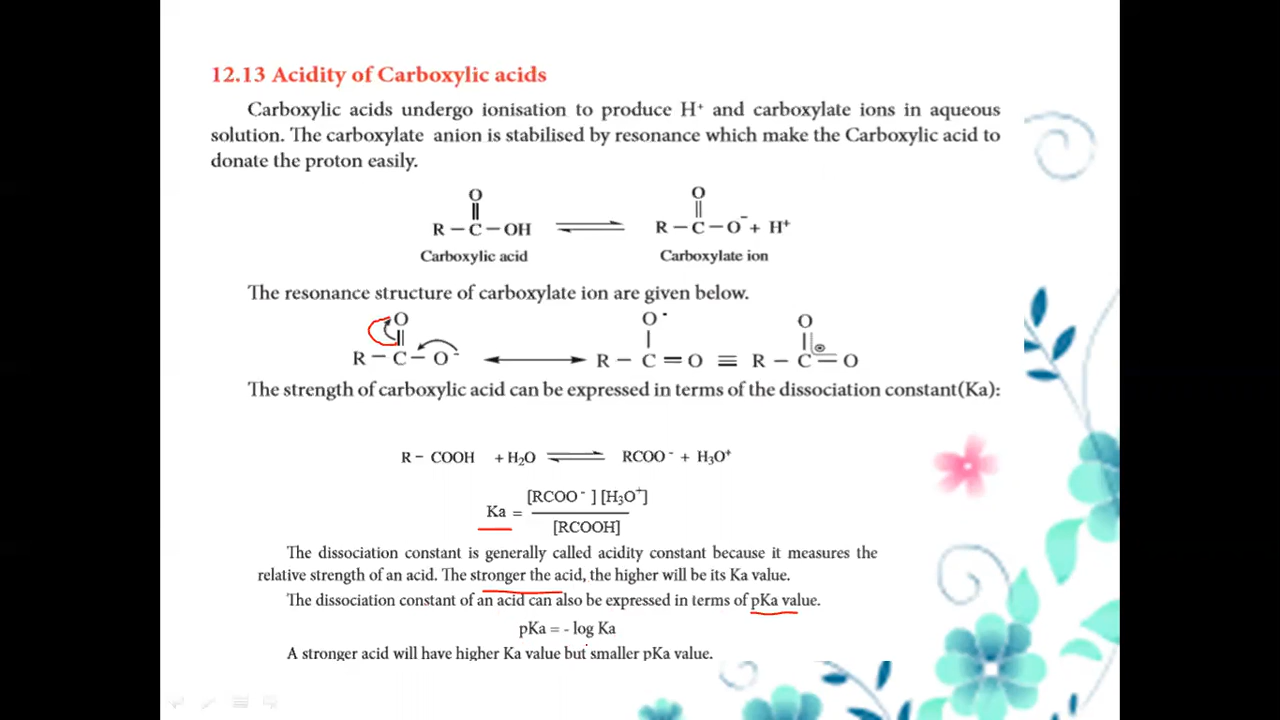 12.13 Acidity of Carboxylic acids
Carboxylic acids undergo ionisation to produce H⁺ and carboxylate ions in aqueous
solution. The carboxylate anion is stabilised by resonance which make the Carboxylic acid to
donate the proton easily.
O O
|| ||
R – C – OH ⇌ R – C – O⁻ + H⁺
Carboxylic acid Carboxylate ion
The resonance structure of carboxylate ion are given below.
O O⁻ O
R – C – O⁻ ⟷ R – C = O ≡ R – C = O
The strength of carboxylic acid can be expressed in terms of the dissociation constant(Ka):
R – COOH + H₂O ⇌ RCOO⁻ + H₃O⁺
[RCOO⁻ ] [H₃O⁺]
Ka =
[RCOOH]
The dissociation constant is generally called acidity constant because it measures the
relative strength of an acid. The stronger the acid, the higher will be its Ka value.
The dissociation constant of an acid can also be expressed in terms of pKa value.
pKa = - log Ka
A stronger acid will have higher Ka value but smaller pKa value.